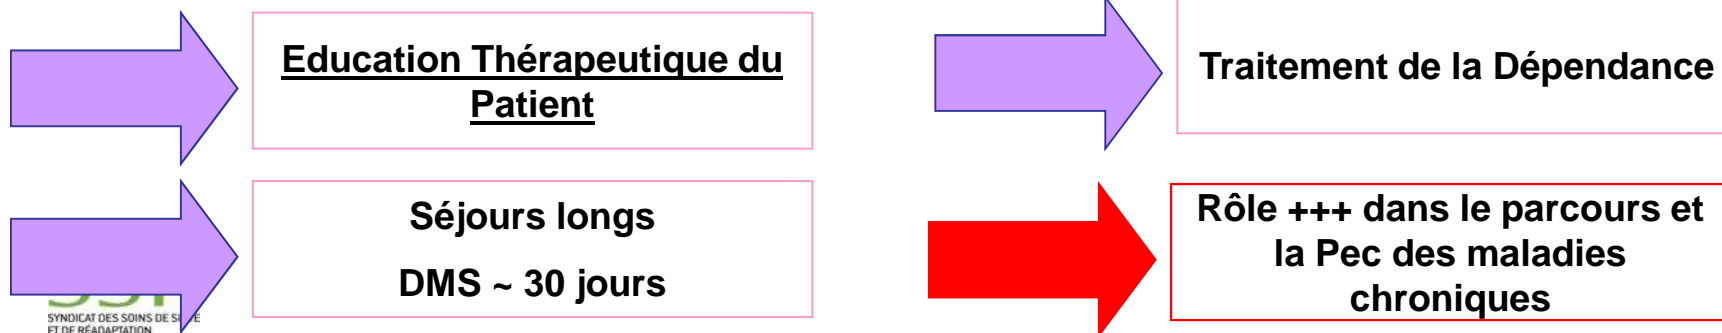 Education Thérapeutique du
Patient
Traitement de la Dépendance
Séjours longs
DMS ~ 30 jours
Rôle +++ dans le parcours et
la Pec des maladies
chroniques
SYNDICAT DES SOINS DE
ET DE RÉADAPTATION